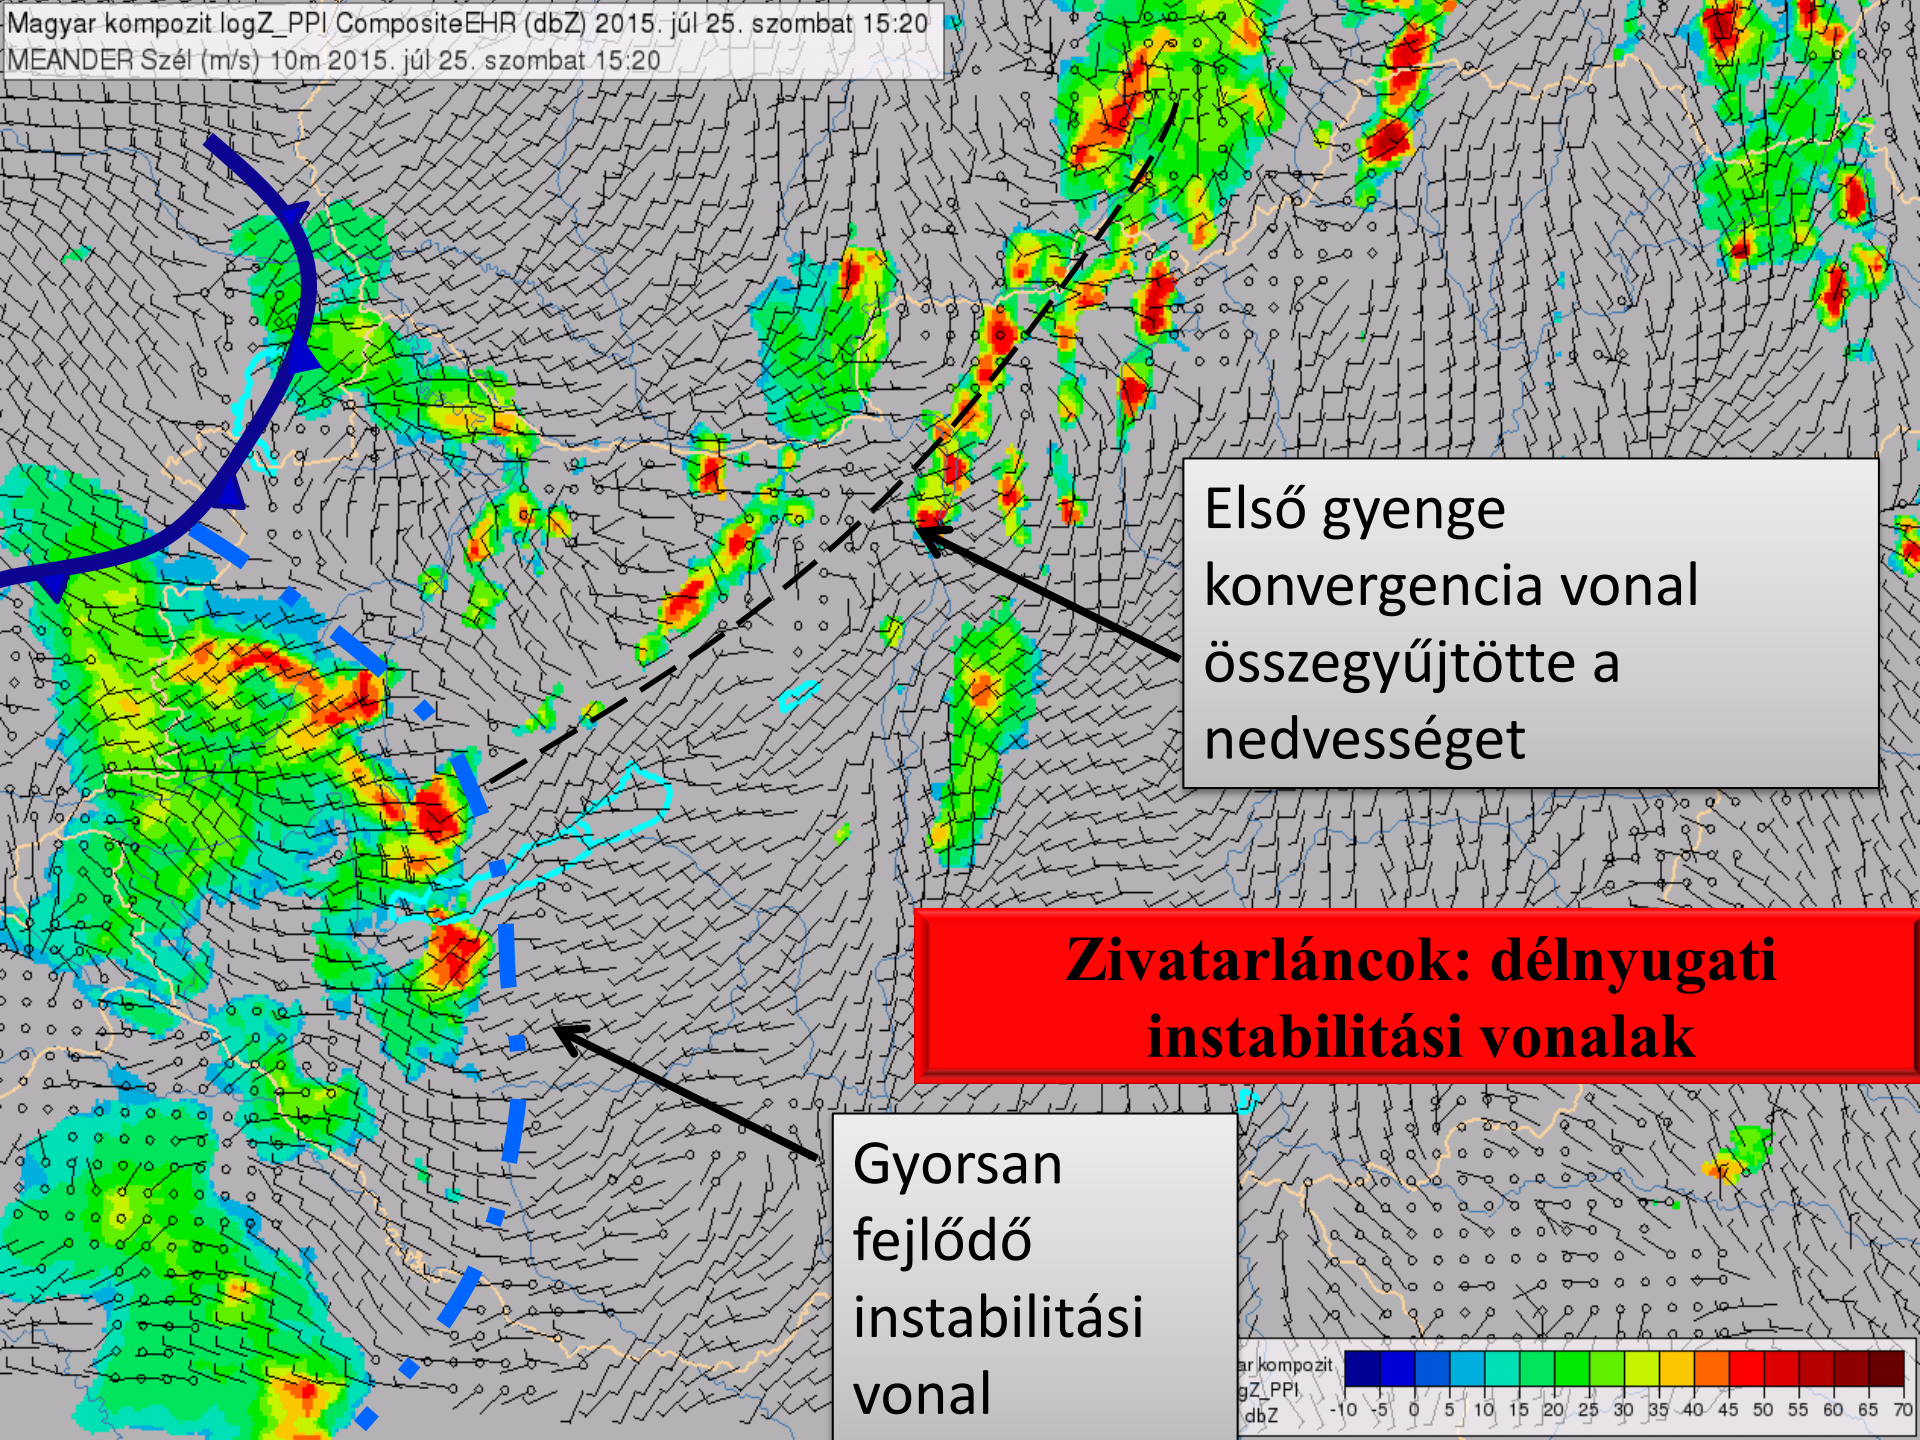 Magyar kompozit logZ_PPI CompositeEHR (dbZ) 2015. júl 25. szombat 15:20
MEANDER Szél (m/s) 10m 2015. júl 25. szombat 15:20
Első gyenge
konvergencia vonal
összegyűjtötte a
nedvességet
Zivatarláncok: délnyugati
instabilitási vonalak
Gyorsan
fejlődő
instabilitási
vonal
ar kompozit
gZ_PPI
dbZ
-10 -5 0 5 10 15 20 25 30 35 40 45 50 55 60 65 70